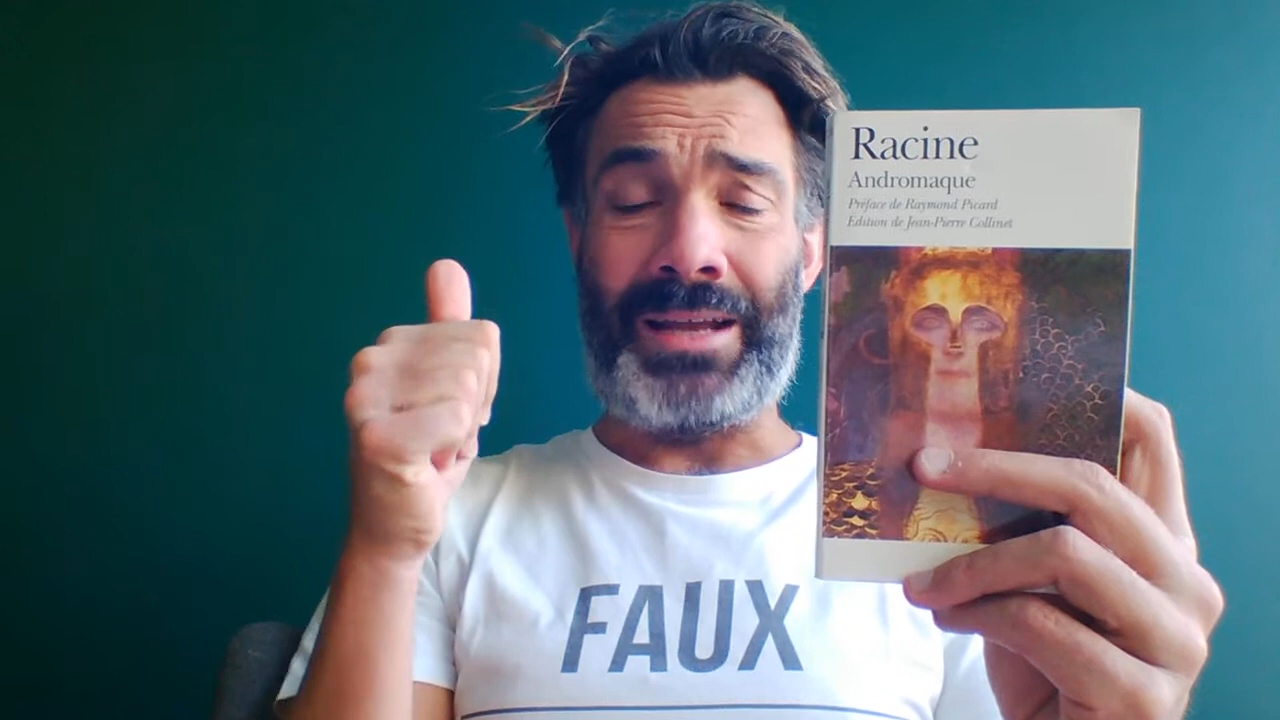 Racine
Andromaque
Préface de Raymond Picard
Édition de Jean-Pierre Collinet
FAUX